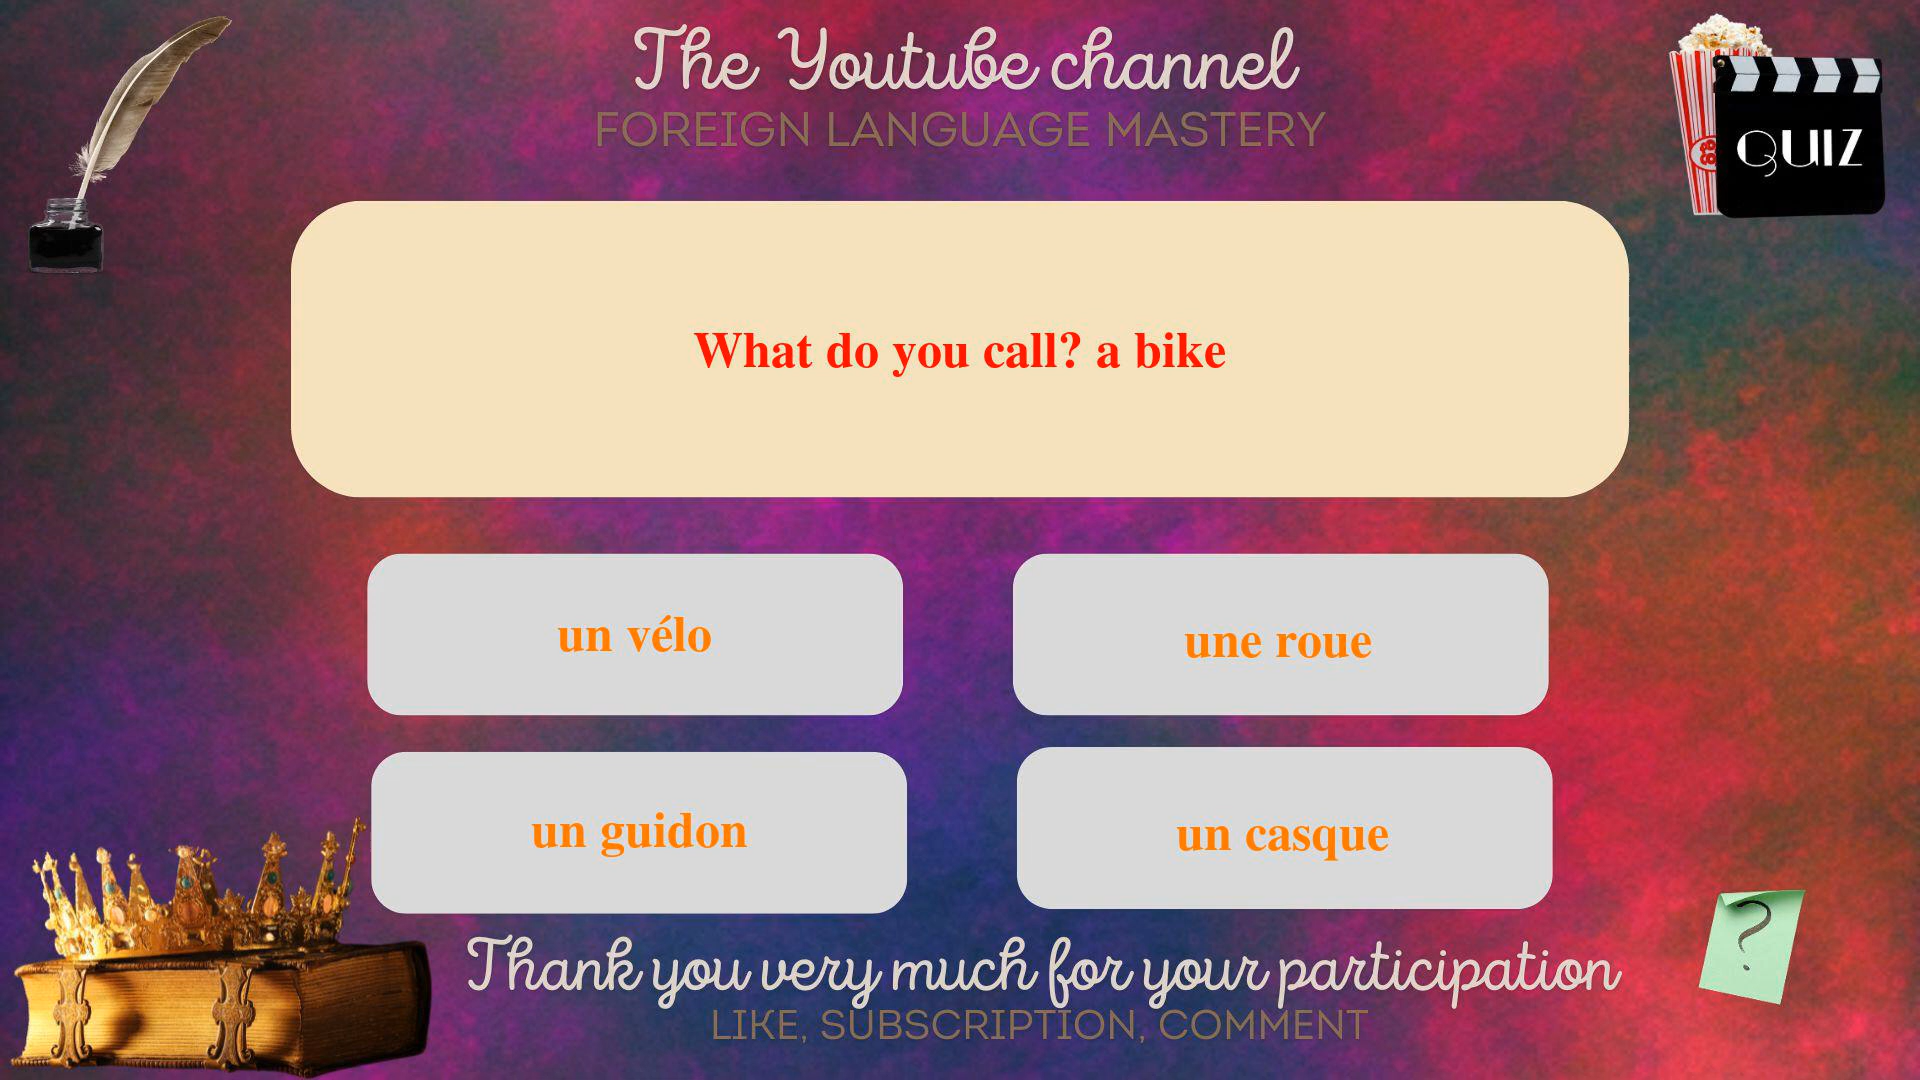 The Youtube channel
FOREIGN LANGUAGE MASTERY
QUIZ
What do you call? a bike
un vélo
une roue
un guidon
un casque
?
Thank you very much for your participation
LIKE, SUBSCRIPTION, COMMENT